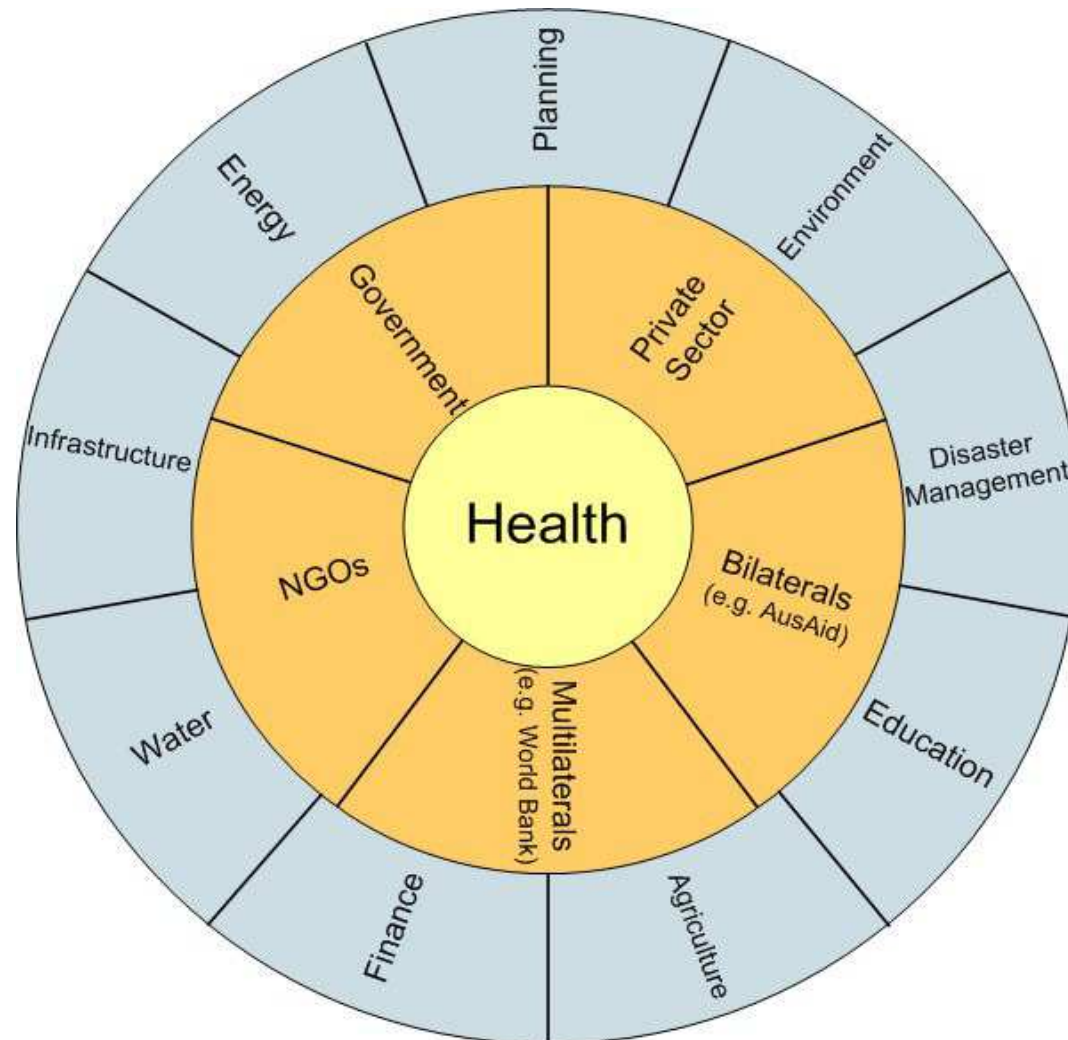 Planning
Environment
Disaster
Management
Education
Agriculture
Finance
Water
Infrastructure
Energy
Government
Private
Sector
Bilaterals
(e.g. AusAid)
Multilaterals
(e.g. World Bank)
NGOs
Health